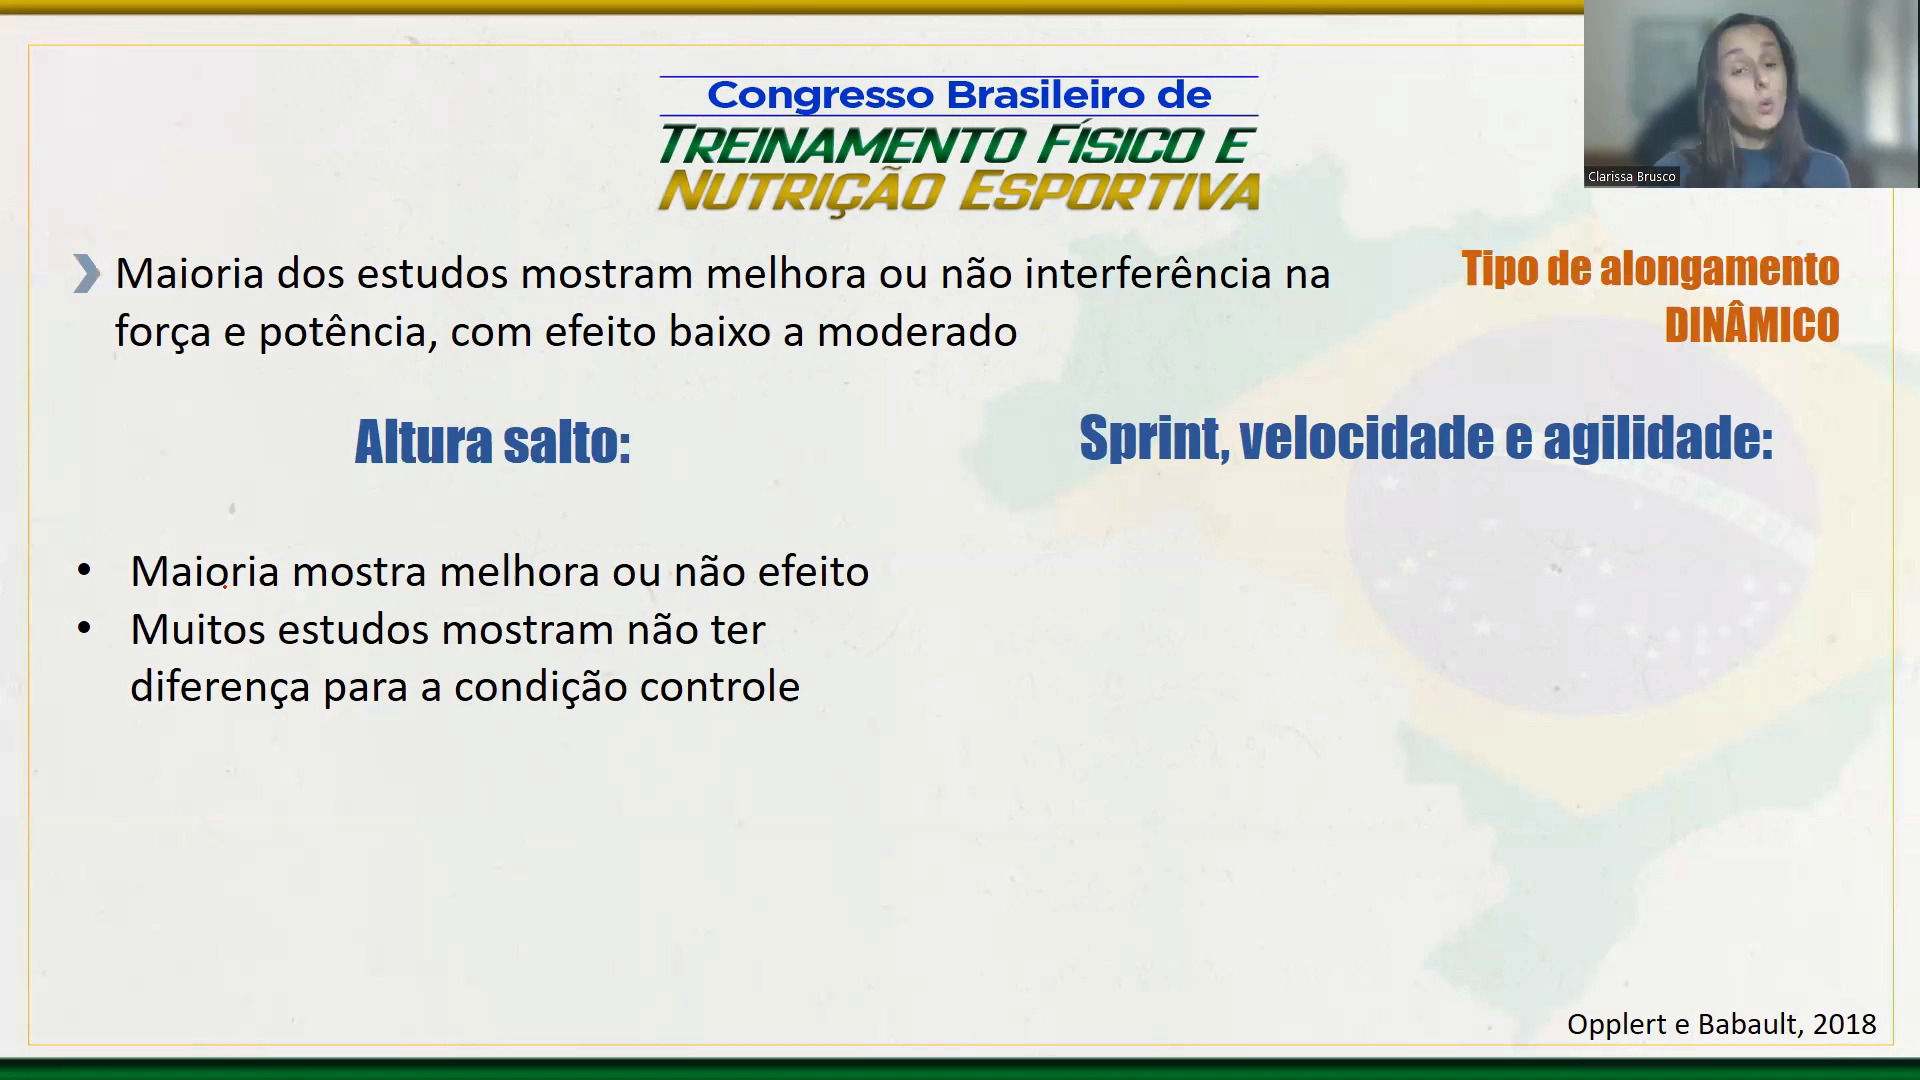 Congresso Brasileiro de
TREINAMENTO FÍSICO E
NUTRIÇÃO ESPORTIVA
Clarissa Brusco
Maioria dos estudos mostram melhora ou não interferência na
força e potência, com efeito baixo a moderado
Tipo de alongamento
DINÂMICO
Altura salto:
Sprint, velocidade e agilidade:
• Maioria mostra melhora ou não efeito
• Muitos estudos mostram não ter
diferença para a condição controle
Opplert e Babault, 2018